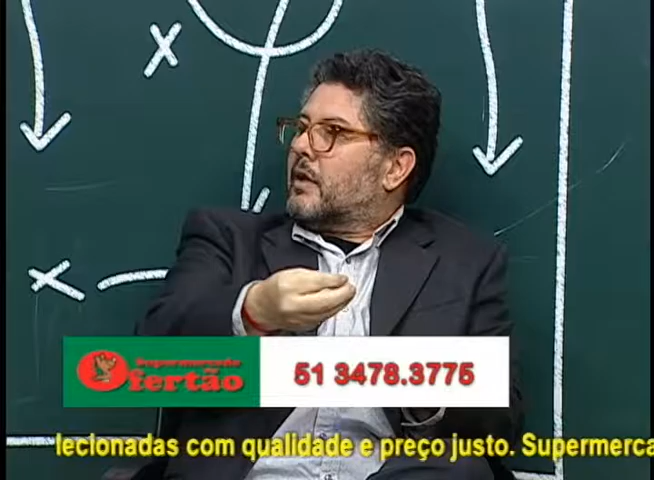 Supermercado
Ofertão
51 3478.3775
lecionadas com qualidade e preço justo. Supermerca